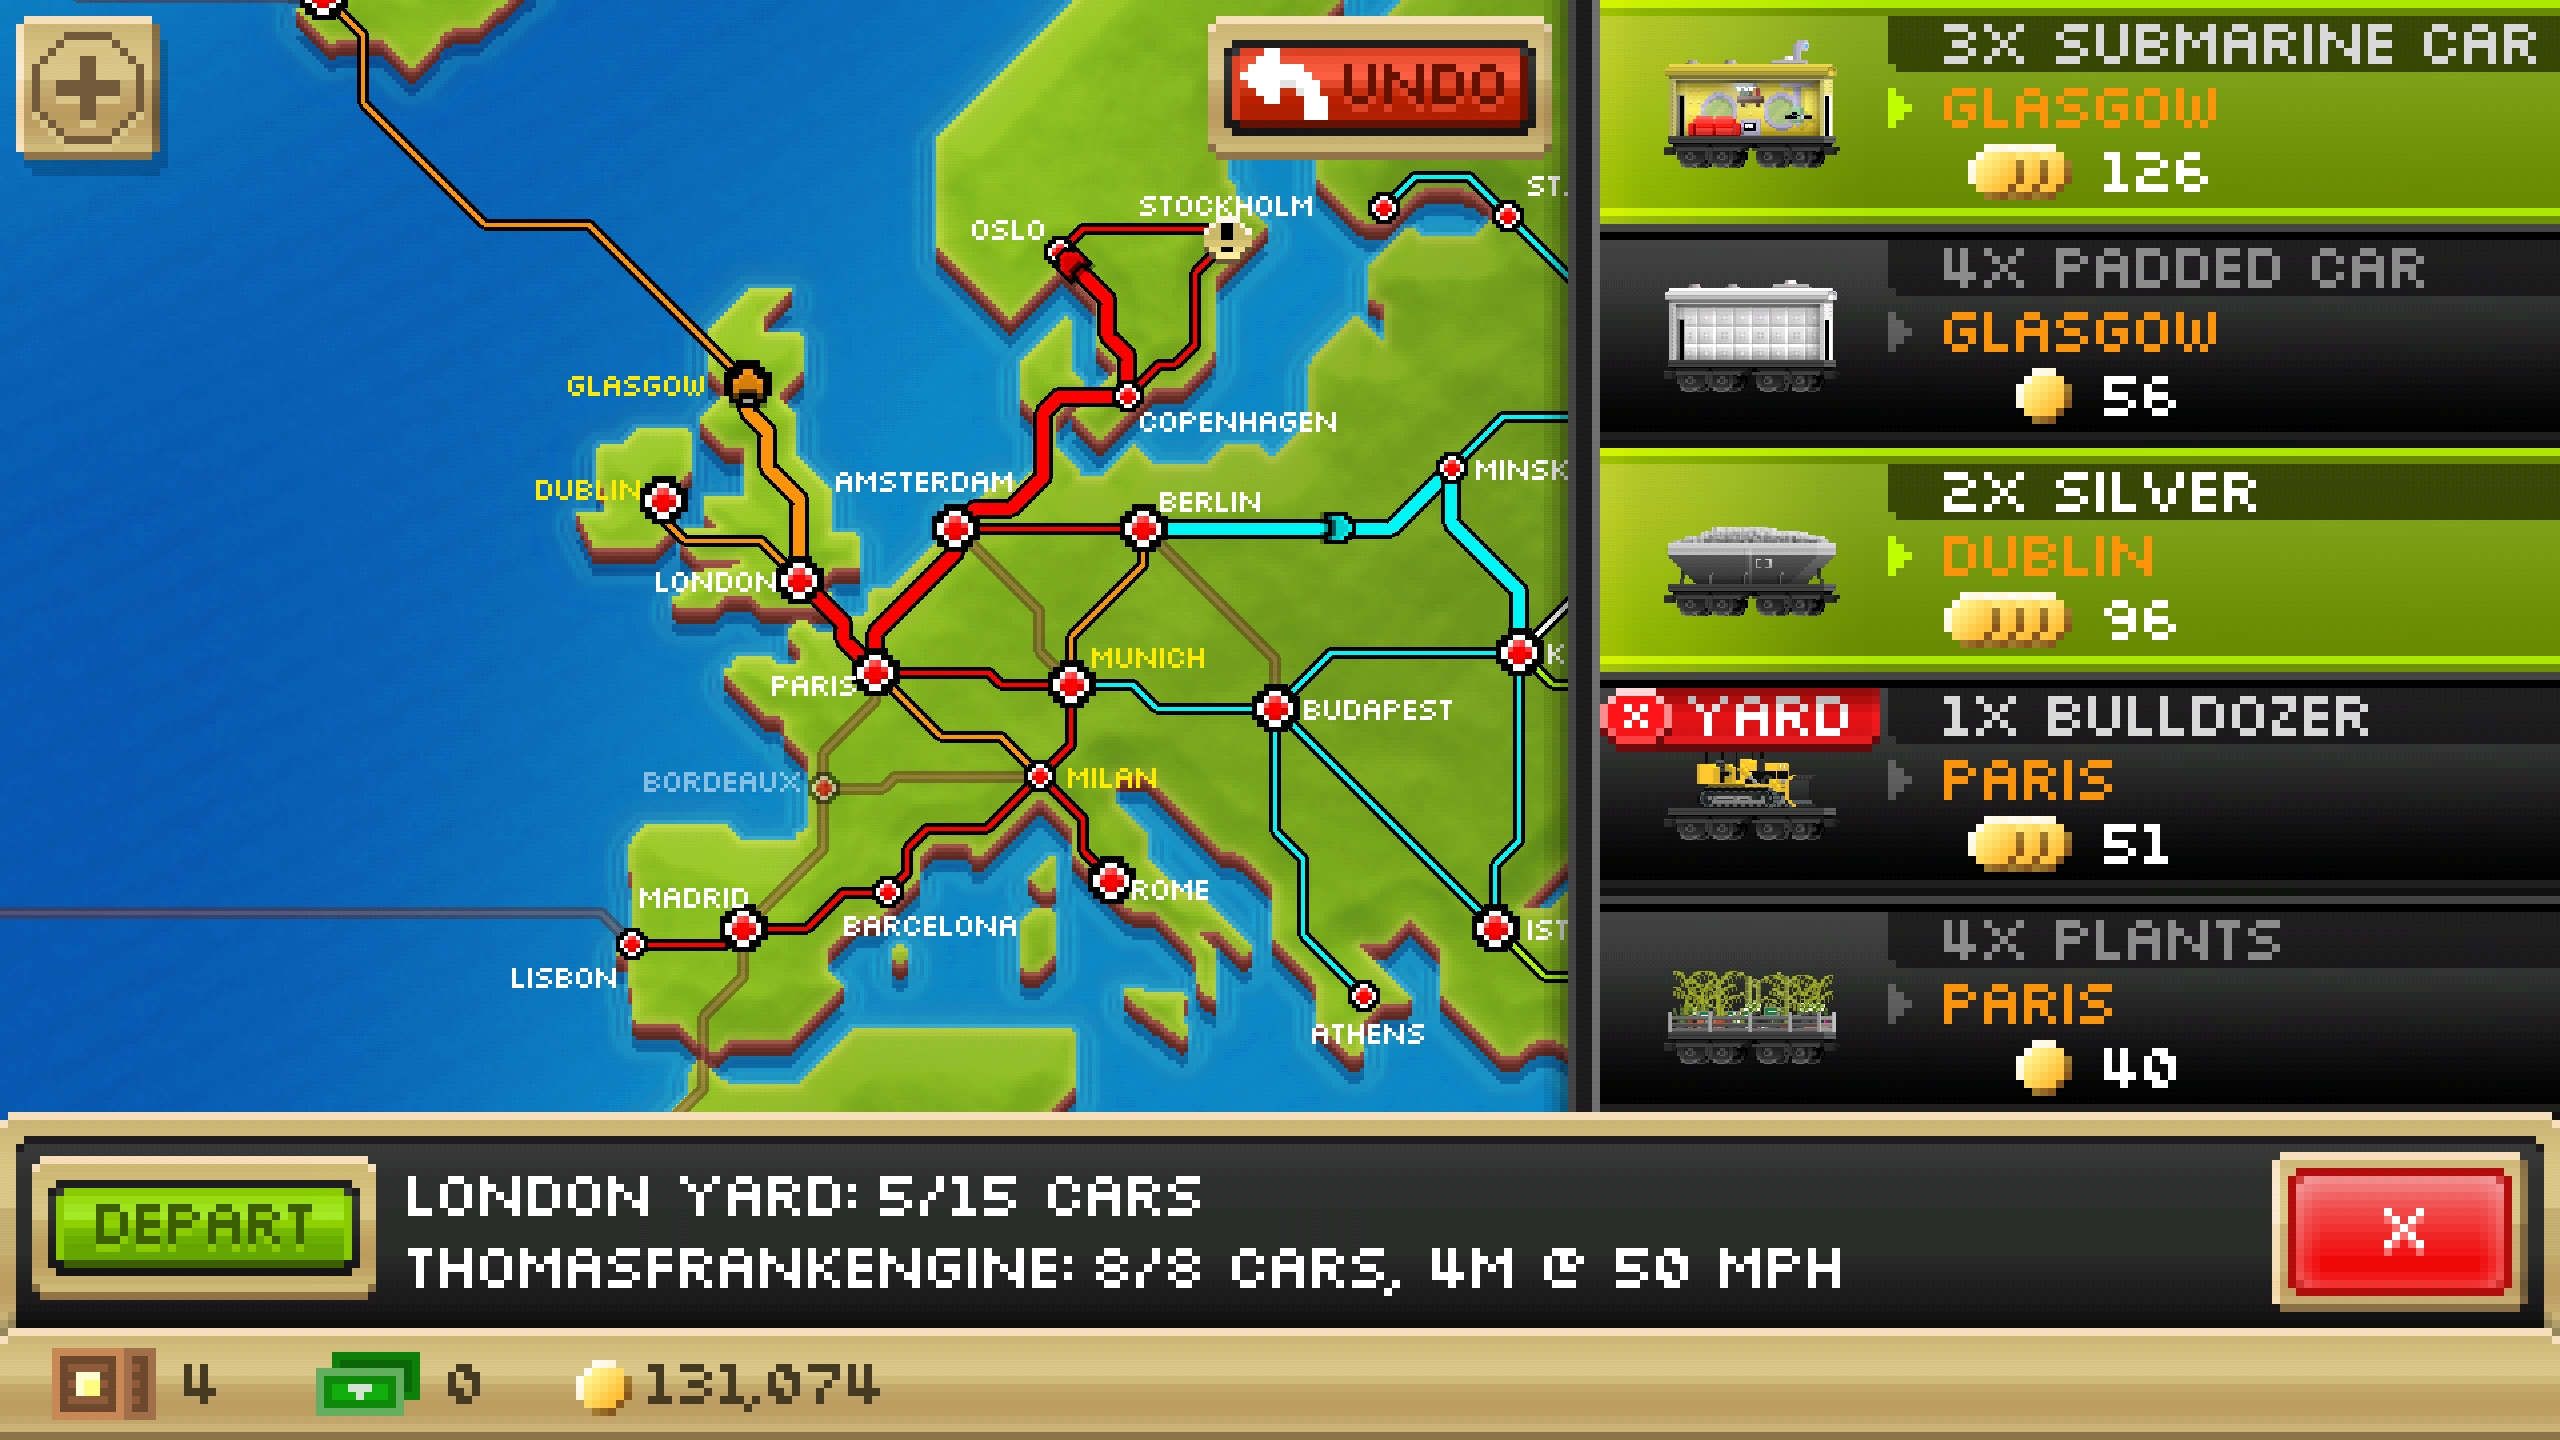 UNDO
STOCKHOLM
ST.
OSLO
GLASGOW
COPENHAGEN
AMSTERDAM
MINSK
DUBLIN
BERLIN
LONDON
MUNICH
K
PARIS
BUDAPEST
BORDEAUX
MILAN
MADRID
ROME
BARCELONA
IST
LISBON
ATHENS
3X SUBMARINE CAR
GLASGOW
126
4X PADDED CAR
GLASGOW
56
2X SILVER
DUBLIN
96
X YARD
1X BULLDOZER
PARIS
51
4X PLANTS
PARIS
40
DEPART
LONDON YARD: 5/15 CARS
THOMASFRANKENGINE: 8/8 CARS, 4M @ 50 MPH
X
4
0
131,074